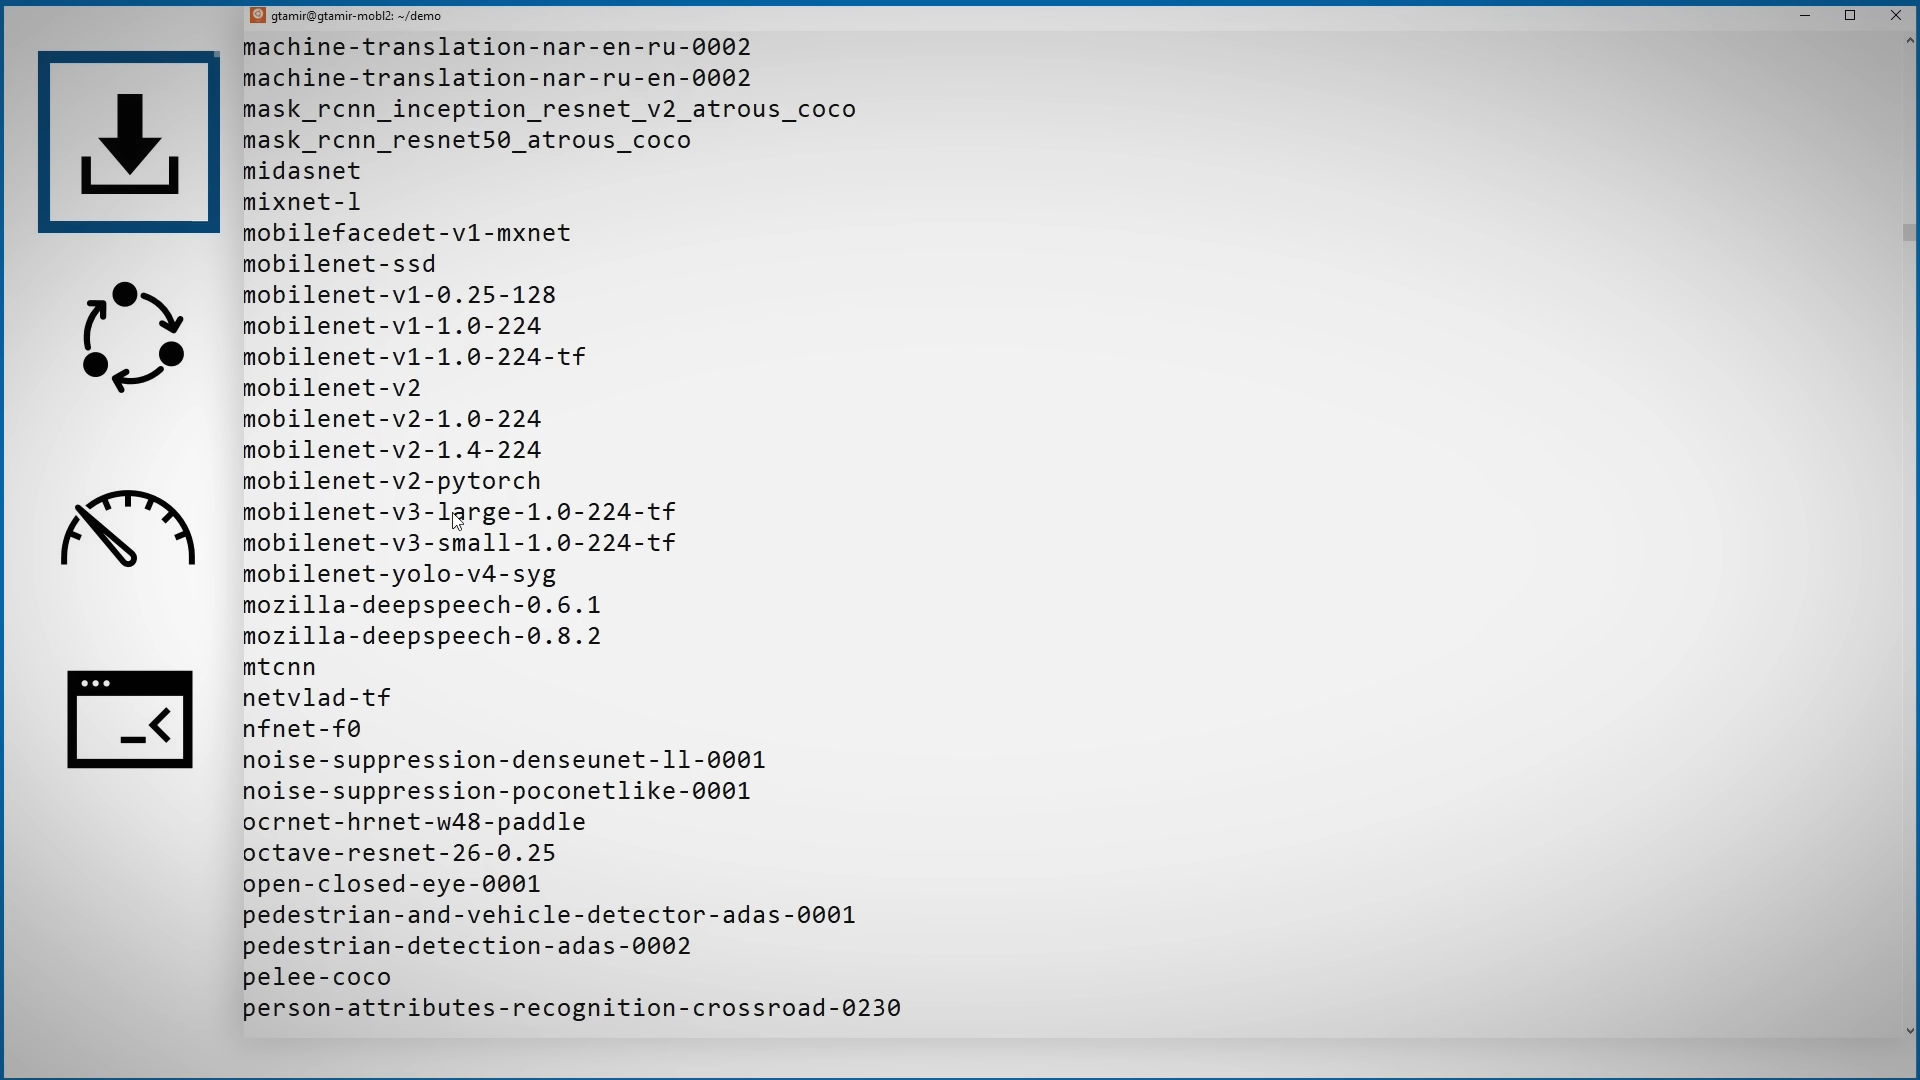 gtamir@gtamir-mobl2: ~/demo
machine-translation-nar-en-ru-0002
machine-translation-nar-ru-en-0002
mask_rcnn_inception_resnet_v2_atrous_coco
mask_rcnn_resnet50_atrous_coco
midasnet
mixnet-l
mobilefacedet-v1-mxnet
mobilenet-ssd
mobilenet-v1-0.25-128
mobilenet-v1-1.0-224
mobilenet-v1-1.0-224-tf
mobilenet-v2
mobilenet-v2-1.0-224
mobilenet-v2-1.4-224
mobilenet-v2-pytorch
mobilenet-v3-large-1.0-224-tf
mobilenet-v3-small-1.0-224-tf
mobilenet-yolo-v4-syg
mozilla-deepspeech-0.6.1
mozilla-deepspeech-0.8.2
mtcnn
netvlad-tf
nfnet-f0
noise-suppression-denseunet-ll-0001
noise-suppression-poconetlike-0001
ocrnet-hrnet-w48-paddle
octave-resnet-26-0.25
open-closed-eye-0001
pedestrian-and-vehicle-detector-adas-0001
pedestrian-detection-adas-0002
pelee-coco
person-attributes-recognition-crossroad-0230